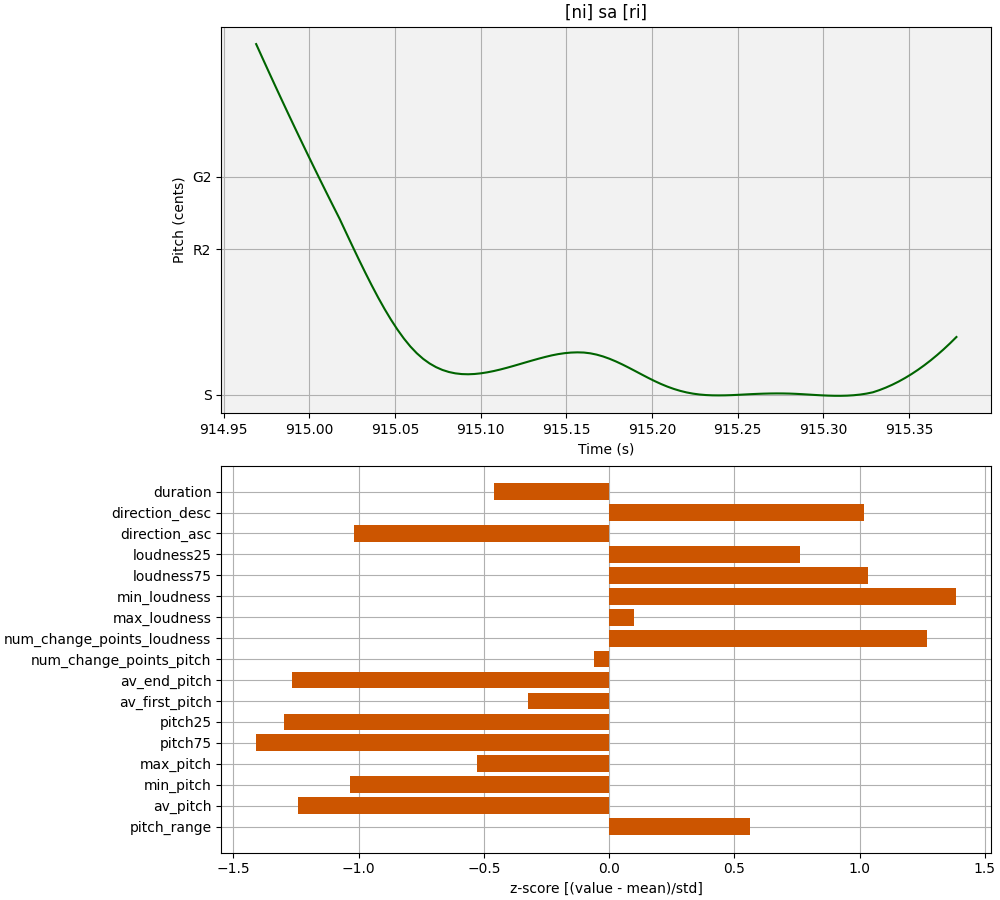 [ni] sa [ri]
Pitch (cents)
G2
R2
S
914.95 915.00 915.05 915.10 915.15 915.20 915.25 915.30 915.35
Time (s)
duration
direction_desc
direction_asc
loudness25
loudness75
min_loudness
max_loudness
num_change_points_loudness
num_change_points_pitch
av_end_pitch
av_first_pitch
pitch25
pitch75
max_pitch
min_pitch
av_pitch
pitch_range
−1.5 −1.0 −0.5 0.0 0.5 1.0 1.5
z-score [(value - mean)/std]